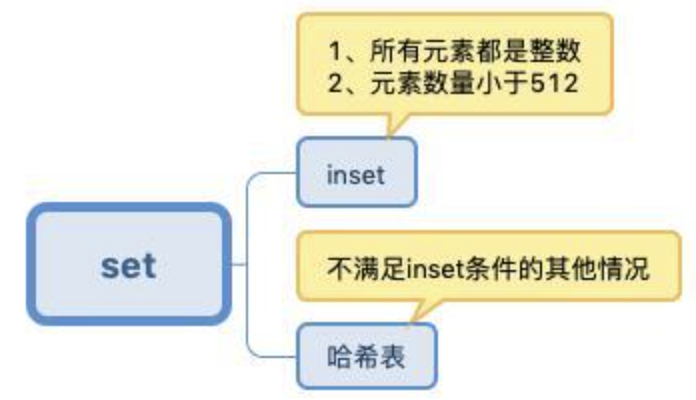 1、所有元素都是整数
2、元素数量小于512
inset
set
不满足inset条件的其他情况
哈希表